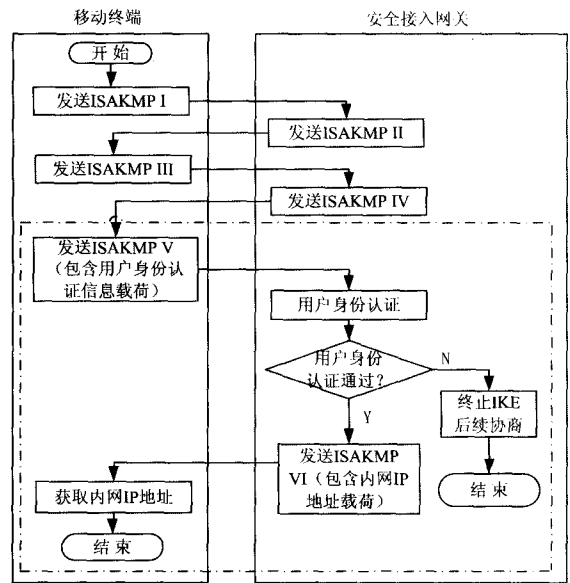 移动终端
安全接入网关
开 始
发送ISAKMP I
发送ISAKMP II
发送ISAKMP III
发送ISAKMP IV
发送ISAKMP V
（包含用户身份认
证信息载荷）
用户身份认证
用户身份
认证通过？
N
终止IKE
后续协商
Y
发送ISAKMP
VI（包含内网IP
地址载荷）
结 束
获取内网IP地址
结 束